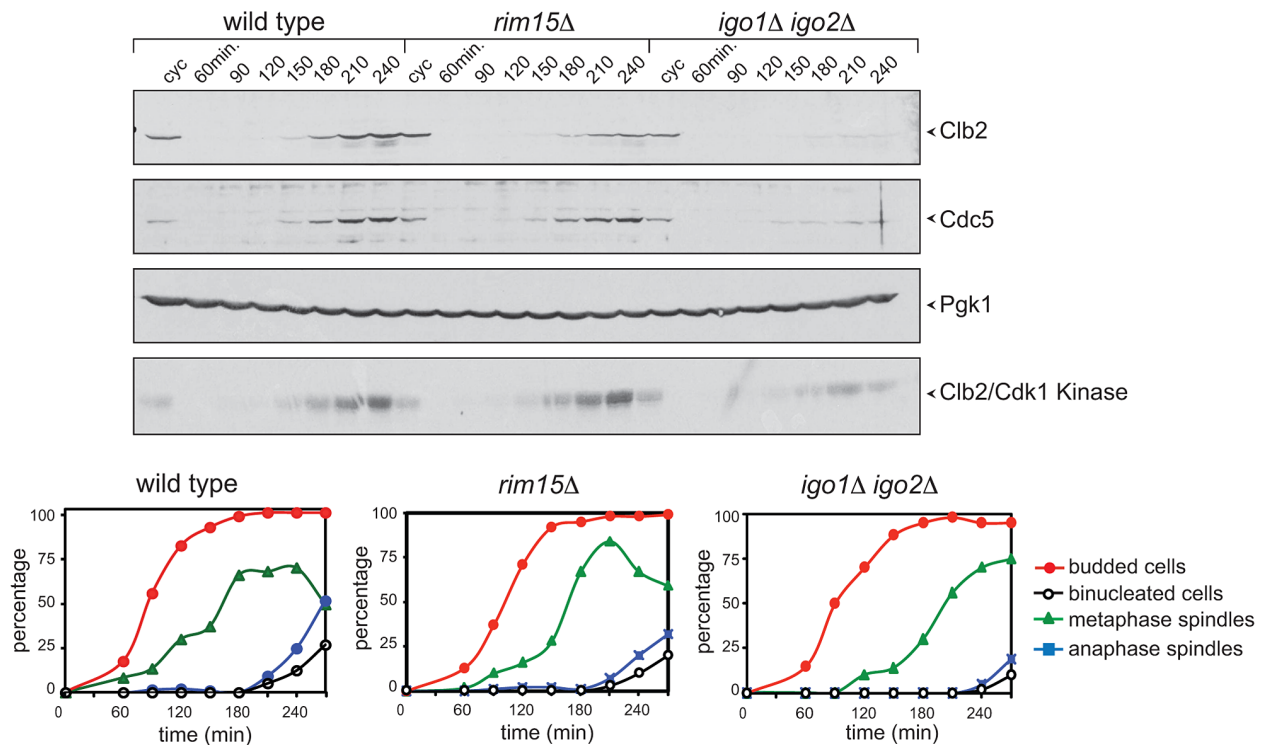 wild type rim15Δ igo1Δ igo2Δ
cyc 60min. 90 120 150 180 210 240 cyc 60min. 90 120 150 180 210 240 cyc 60min. 90 120 150 180 210 240
Clb2
Cdc5
Pgk1
Clb2/Cdk1 Kinase
wild type
100
75
50
25
0
percentage
0 60 120 180 240
time (min)
rim15Δ
100
75
50
25
0
percentage
0 60 120 180 240
time (min)
igo1Δ igo2Δ
100
75
50
25
0
percentage
0 60 120 180 240
time (min)
budded cells
binucleated cells
metaphase spindles
anaphase spindles